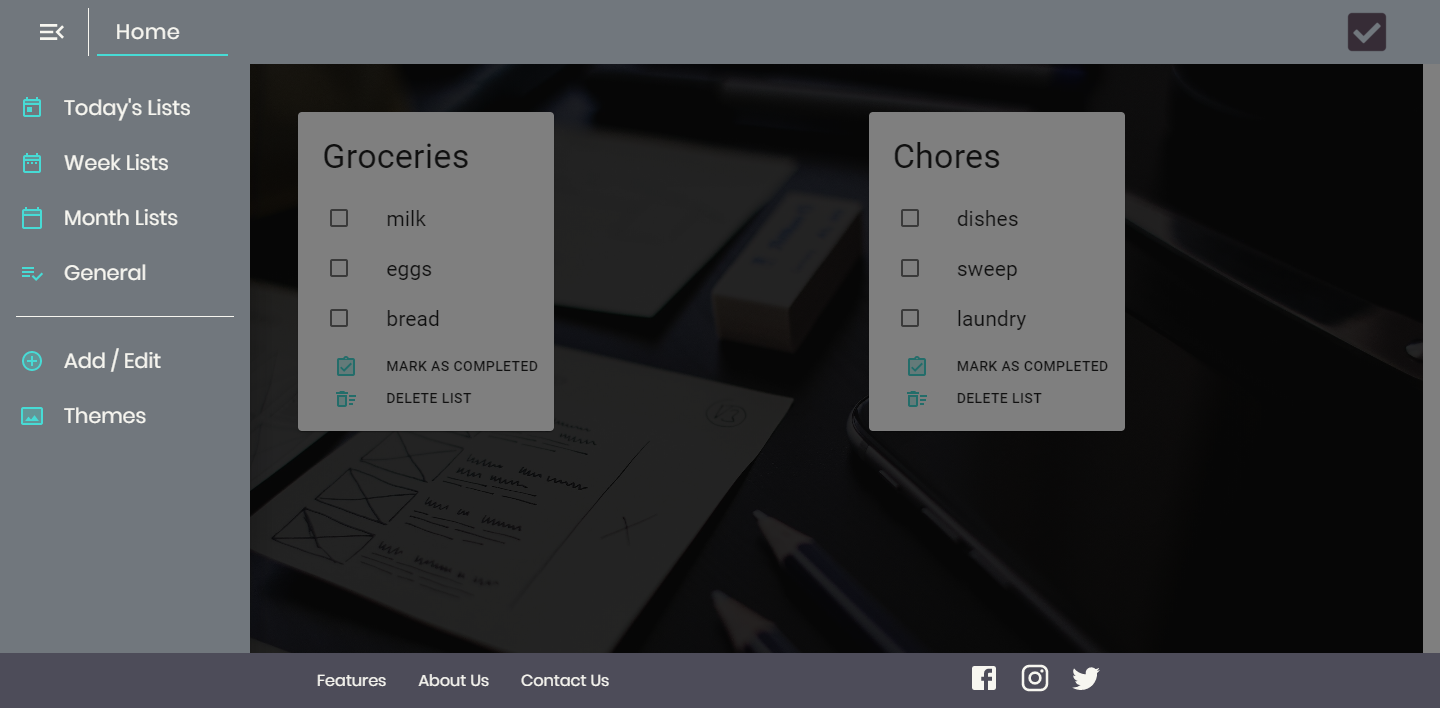 Home
Today's Lists
Week Lists
Month Lists
General
Add / Edit
Themes
Groceries
milk
eggs
bread
MARK AS COMPLETED
DELETE LIST
Chores
dishes
sweep
laundry
MARK AS COMPLETED
DELETE LIST
Features
About Us
Contact Us